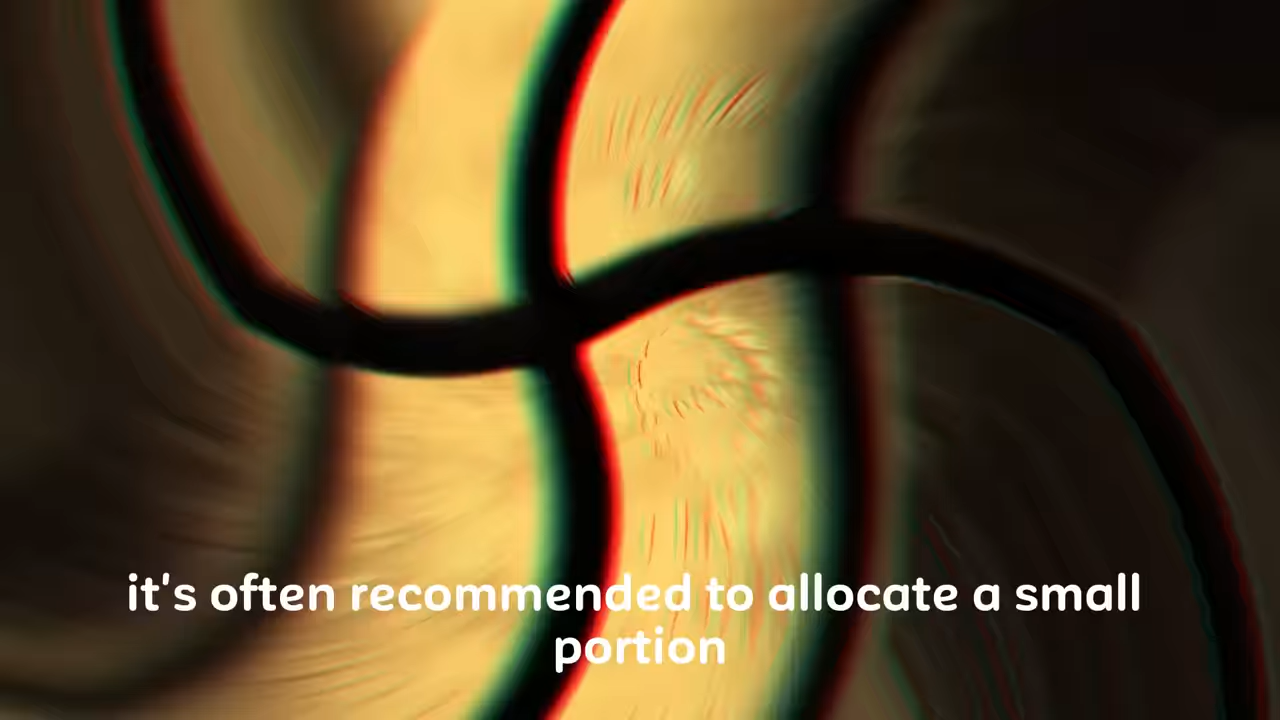 it's often recommended to allocate a small
portion